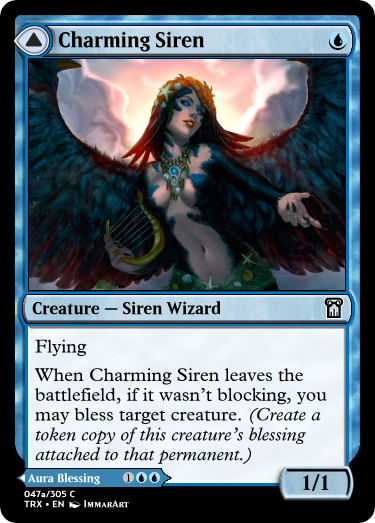 Charming Siren
Creature — Siren Wizard
Flying
When Charming Siren leaves the
battlefield, if it wasn't blocking, you
may bless target creature. (Create a
token copy of this creature's blessing
attached to that permanent.)
Aura Blessing 1
1/1
047a/305 C
TRX • EN ImmarArt